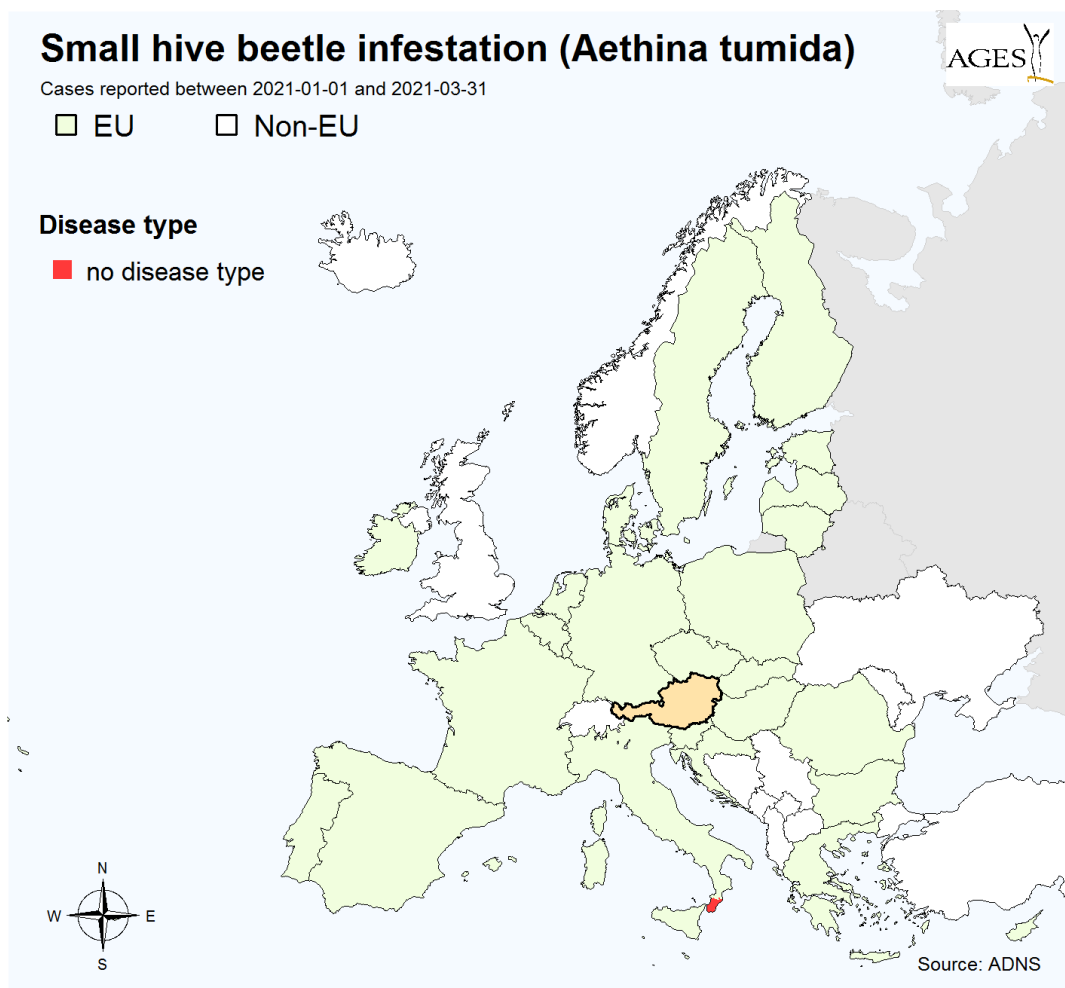 Small hive beetle infestation (Aethina tumida)
AGES
Cases reported between 2021-01-01 and 2021-03-31
EU
Non-EU
Disease type
no disease type
N
W
E
S
Source: ADNS